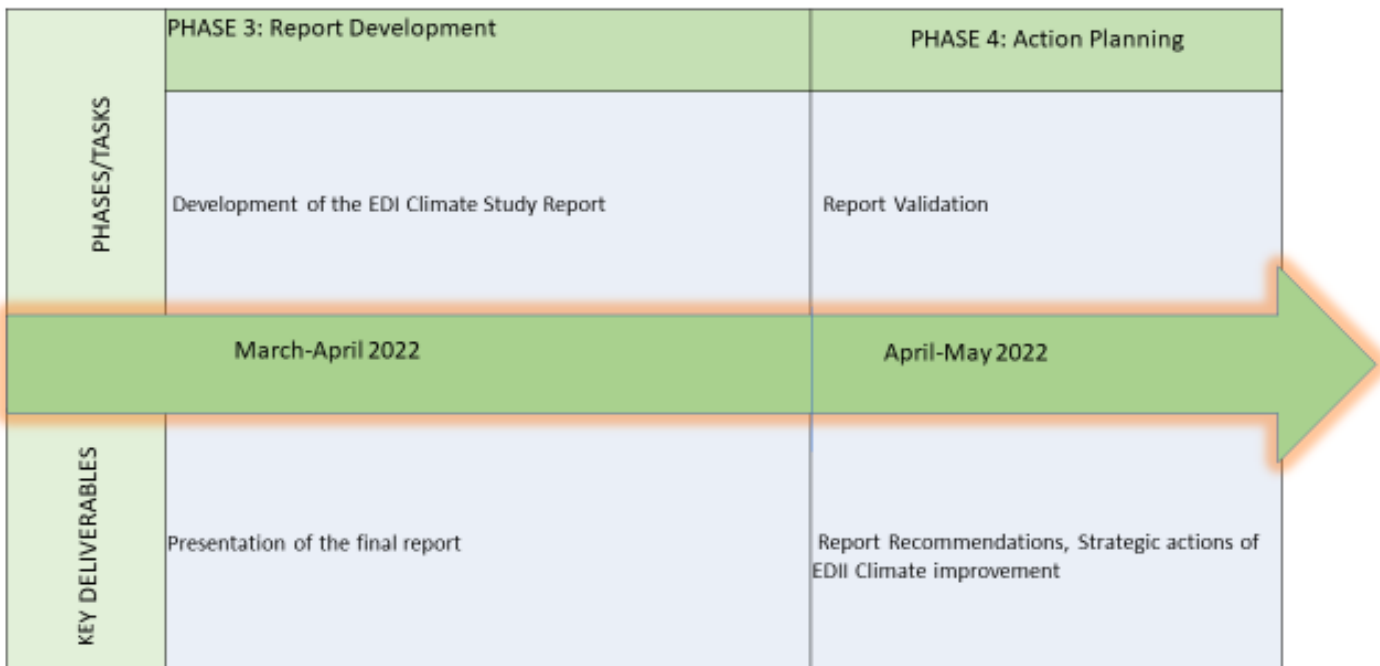 PHASE 3: Report Development
PHASE 4: Action Planning
PHASES/TASKS
Development of the EDI Climate Study Report
Report Validation
March-April 2022
April-May 2022
KEY DELIVERABLES
Presentation of the final report
Report Recommendations, Strategic actions of
EDII Climate improvement